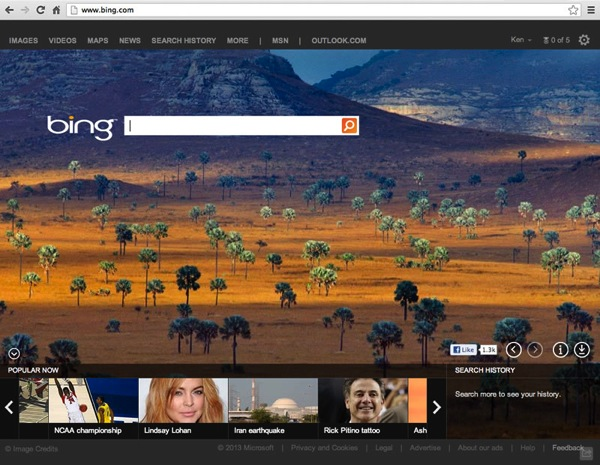 www.bing.com
IMAGES VIDEOS MAPS NEWS SEARCH HISTORY MORE | MSN | OUTLOOK.COM Ken 0 of 5
bing
Like 1.3k
POPULAR NOW SEARCH HISTORY
Search more to see your history.
NCAA championship Lindsay Lohan Iran earthquake Rick Pitino tattoo Ash
© Image Credits © 2013 Microsoft | Privacy and Cookies | Legal | Advertise | About our ads | Help | Feedback